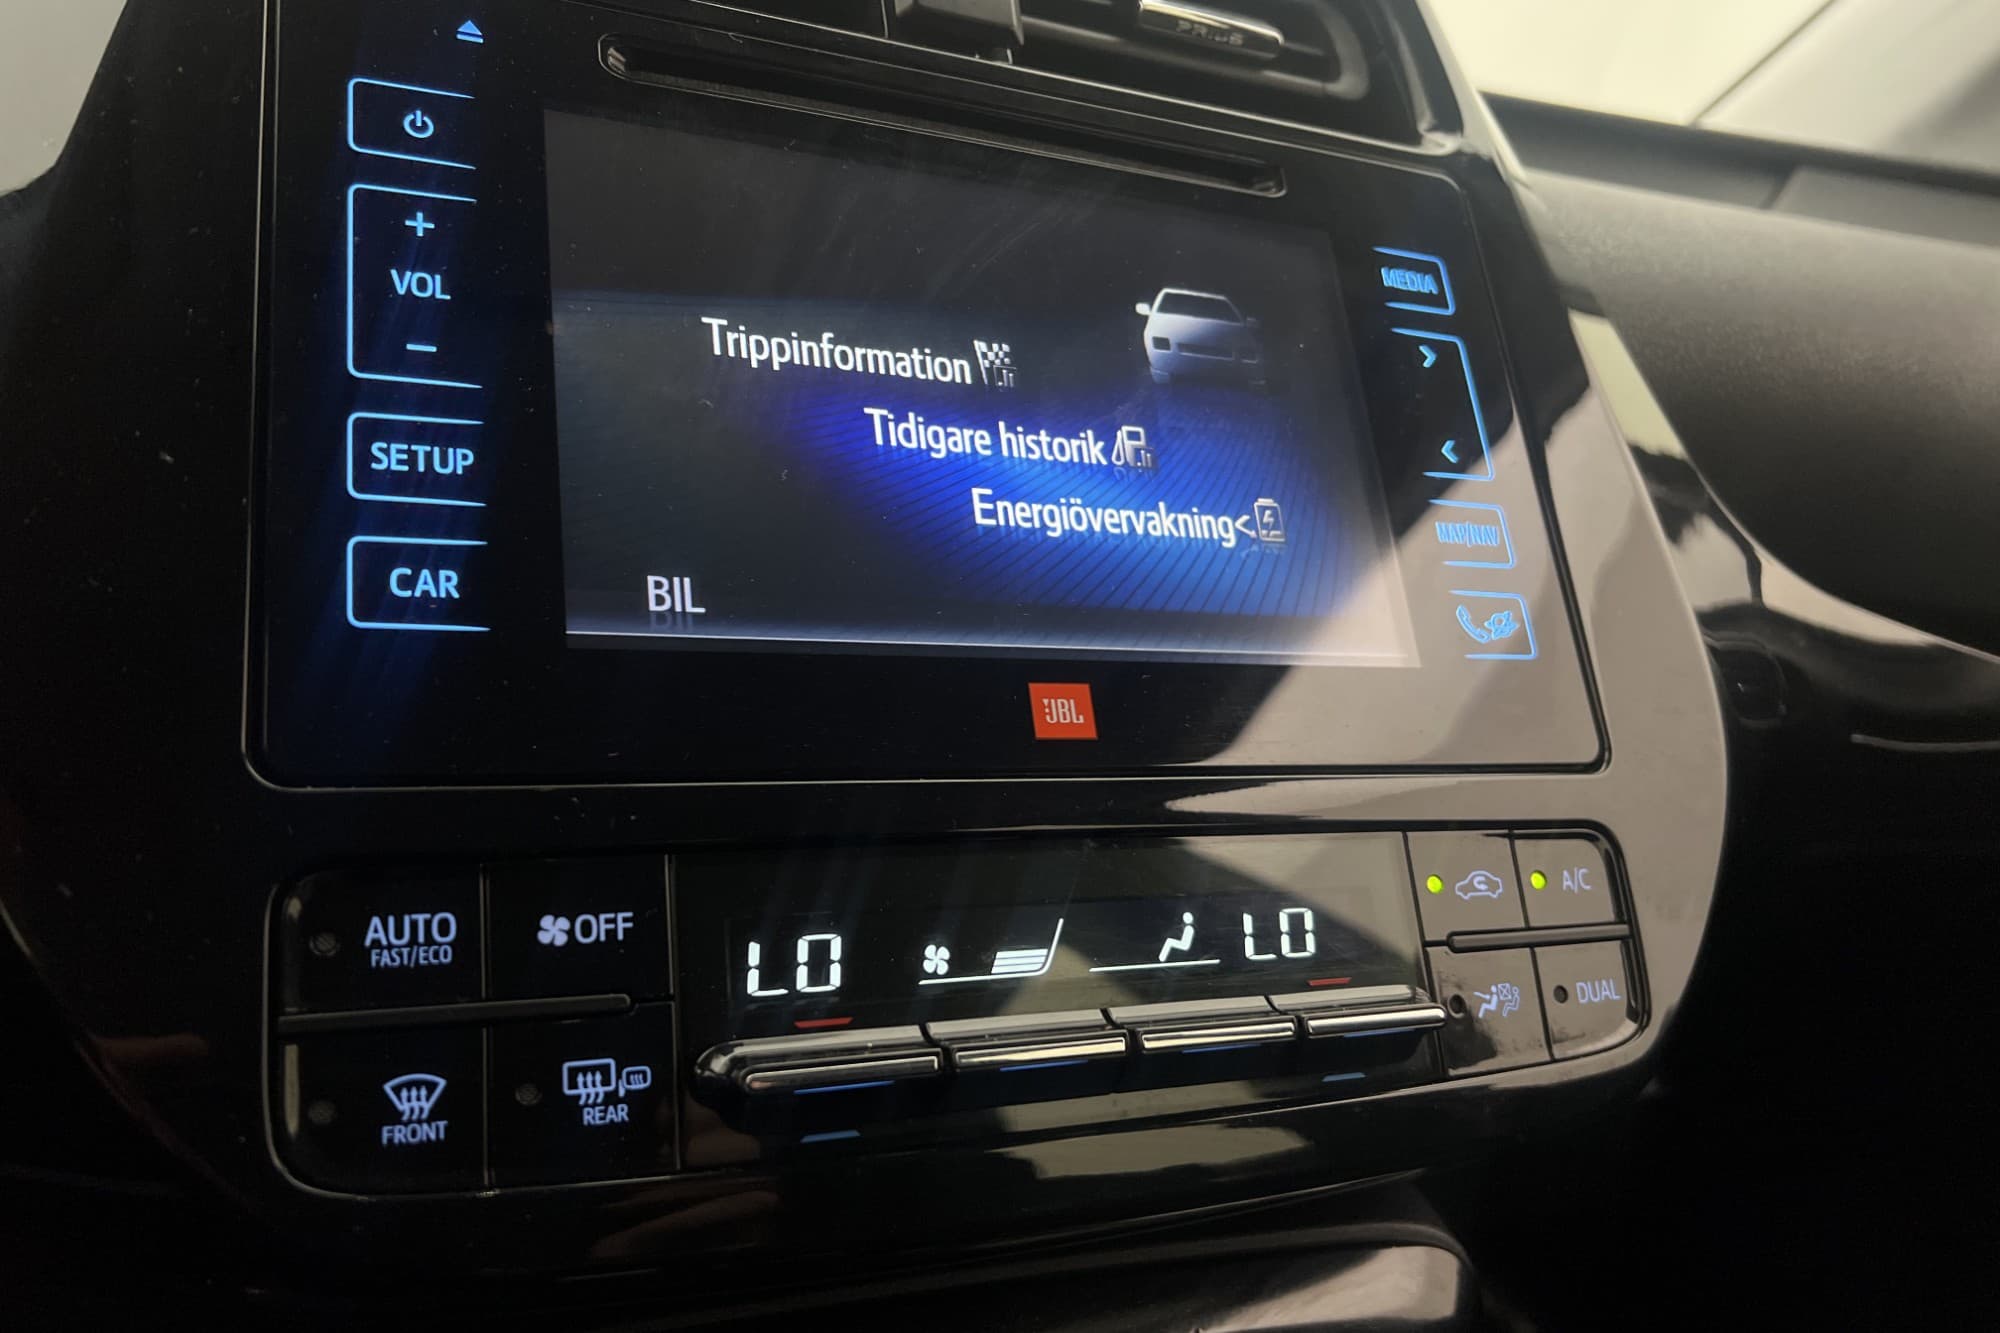 PRIUS
VOL
SETUP
CAR
Trippinformation
Tidigare historik
Energiövervakning
BIL
MEDIA
MAP/NAV
JBL
AUTO
FAST/ECO
OFF
FRONT
REAR
LO
LO
A/C
DUAL